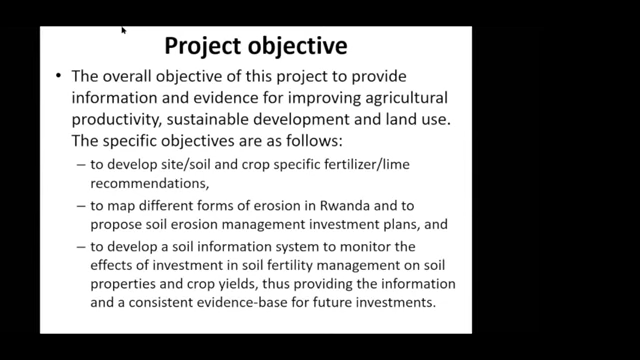 Project objective
• The overall objective of this project to provide
information and evidence for improving agricultural
productivity, sustainable development and land use.
The specific objectives are as follows:
– to develop site/soil and crop specific fertilizer/lime
recommendations,
– to map different forms of erosion in Rwanda and to
propose soil erosion management investment plans, and
– to develop a soil information system to monitor the
effects of investment in soil fertility management on soil
properties and crop yields, thus providing the information
and a consistent evidence-base for future investments.